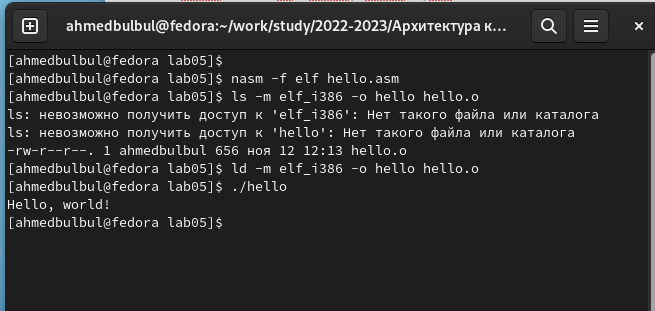 ahmedbulbul@fedora:~/work/study/2022-2023/Архитектура к...
[ahmedbulbul@fedora lab05]$
[ahmedbulbul@fedora lab05]$ nasm -f elf hello.asm
[ahmedbulbul@fedora lab05]$ ls -m elf_i386 -o hello hello.o
ls: невозможно получить доступ к 'elf_i386': Нет такого файла или каталога
ls: невозможно получить доступ к 'hello': Нет такого файла или каталога
-rw-r--r--. 1 ahmedbulbul 656 ноя 12 12:13 hello.o
[ahmedbulbul@fedora lab05]$ ld -m elf_i386 -o hello hello.o
[ahmedbulbul@fedora lab05]$ ./hello
Hello, world!
[ahmedbulbul@fedora lab05]$